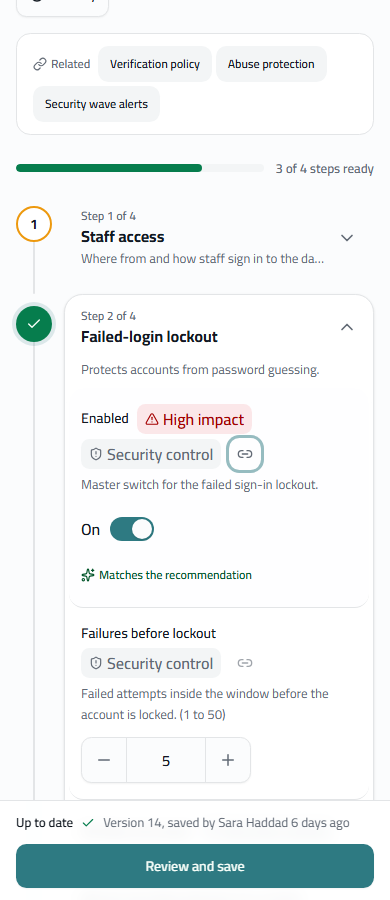 Related Verification policy Abuse protection
Security wave alerts
3 of 4 steps ready
1
Step 1 of 4
Staff access
Where from and how staff sign in to the da...
Step 2 of 4
Failed-login lockout
Protects accounts from password guessing.
Enabled High impact
Security control
Master switch for the failed sign-in lockout.
On
Matches the recommendation
Failures before lockout
Security control
Failed attempts inside the window before the
account is locked. (1 to 50)
5
Up to date Version 14, saved by Sara Haddad 6 days ago
Review and save